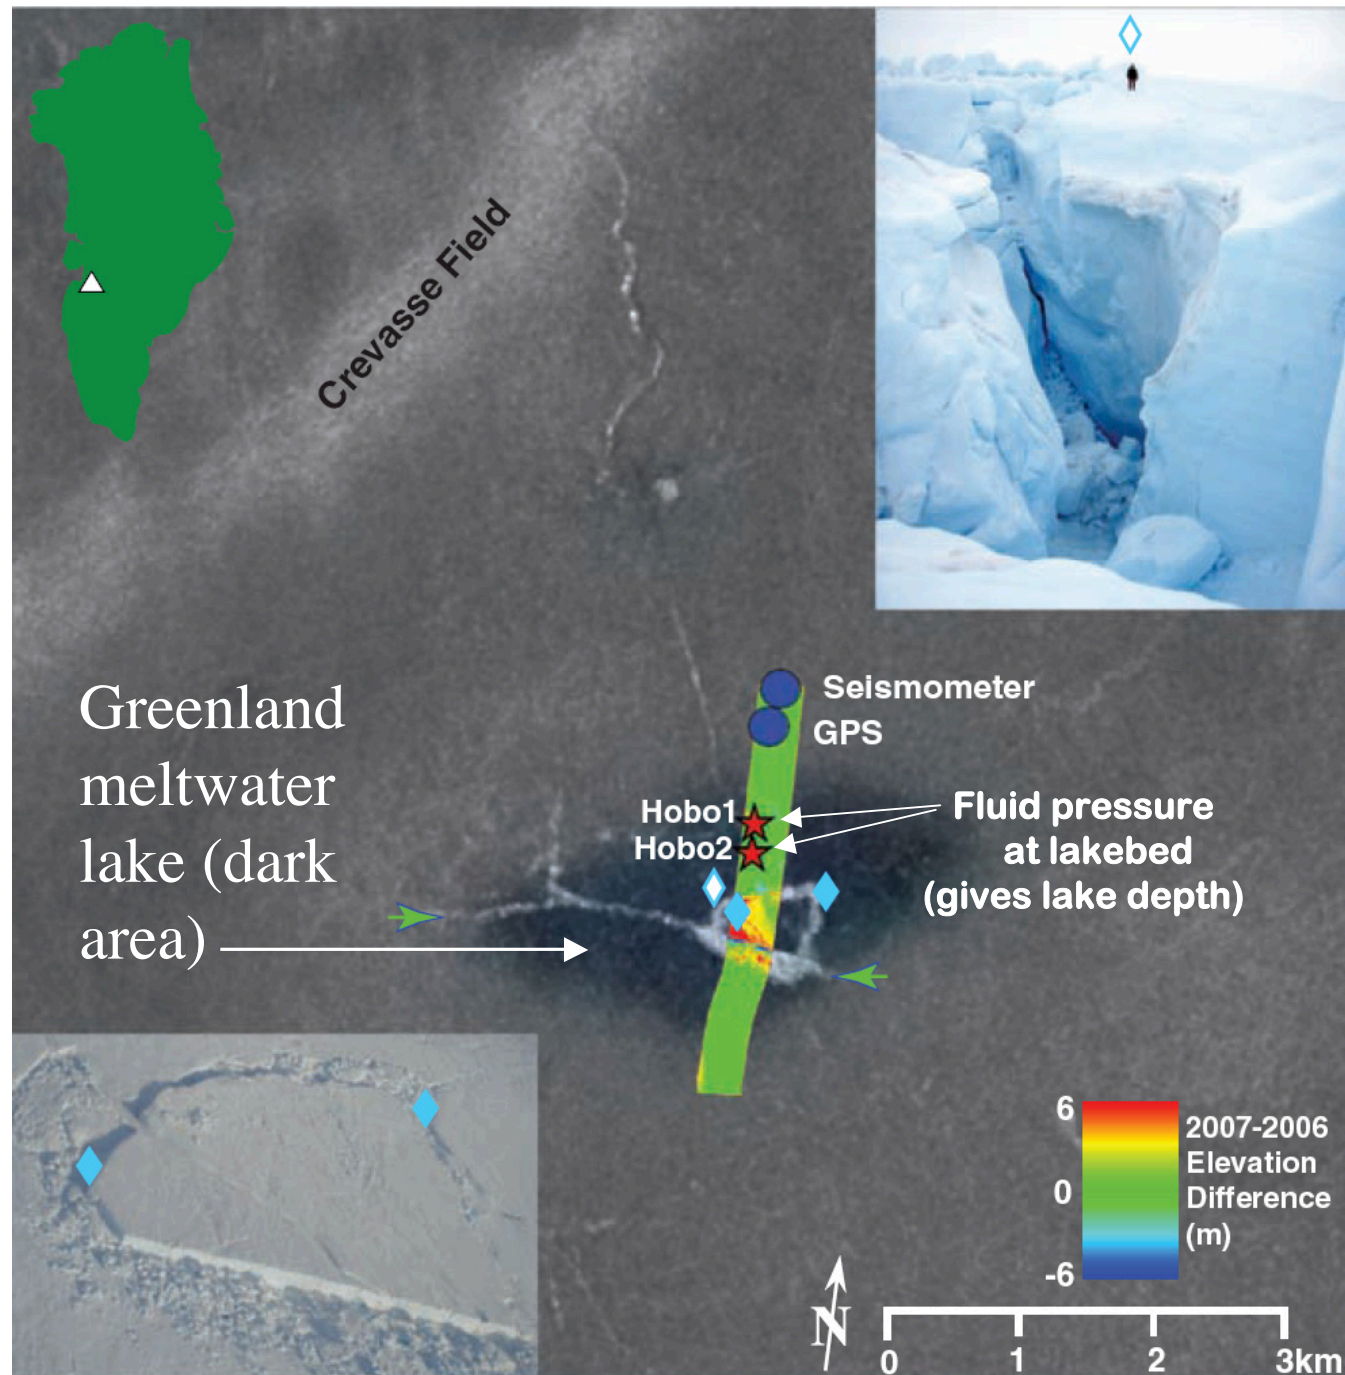 Crevasse Field
Greenland
meltwater
lake (dark
area)
Seismometer
GPS
Hobo1
Hobo2
Fluid pressure
at lakebed
(gives lake depth)
6
0
-6
2007-2006
Elevation
Difference
(m)
N
0 1 2 3km